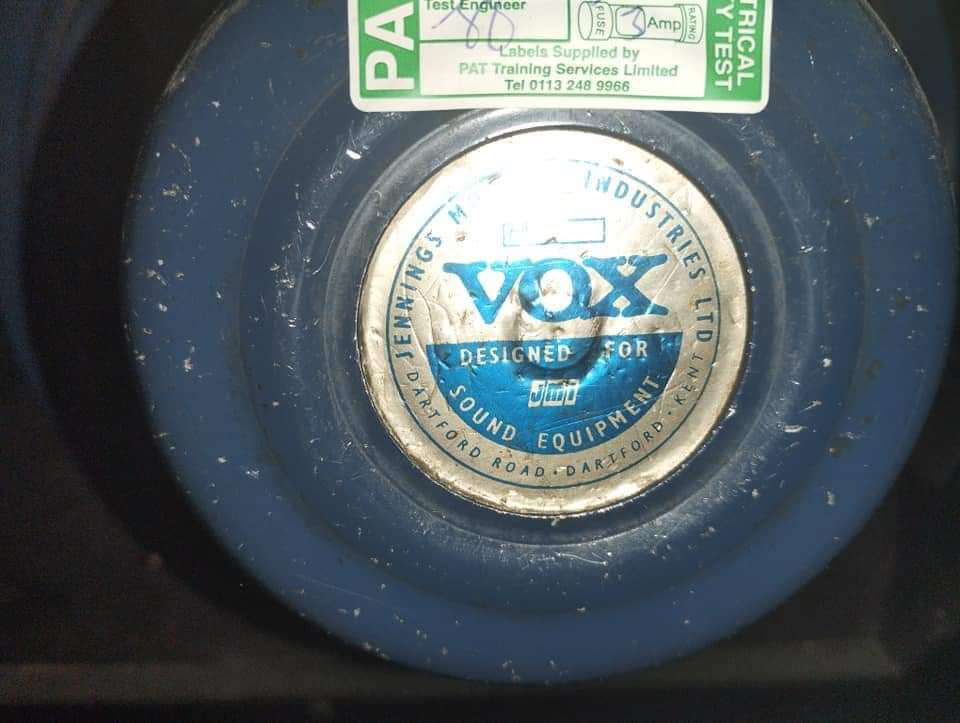 PA
Test Engineer
FUSE
3 Amp
RATING
TRICAL
Y TEST
Labels Supplied by
PAT Training Services Limited
Tel 0113 248 9966
JENNINGS M INDUSTRIES LTD
VOX
DESIGNED FOR
JMI
SOUND EQUIPMENT
DARTFORD ROAD · DARTFORD · KENT